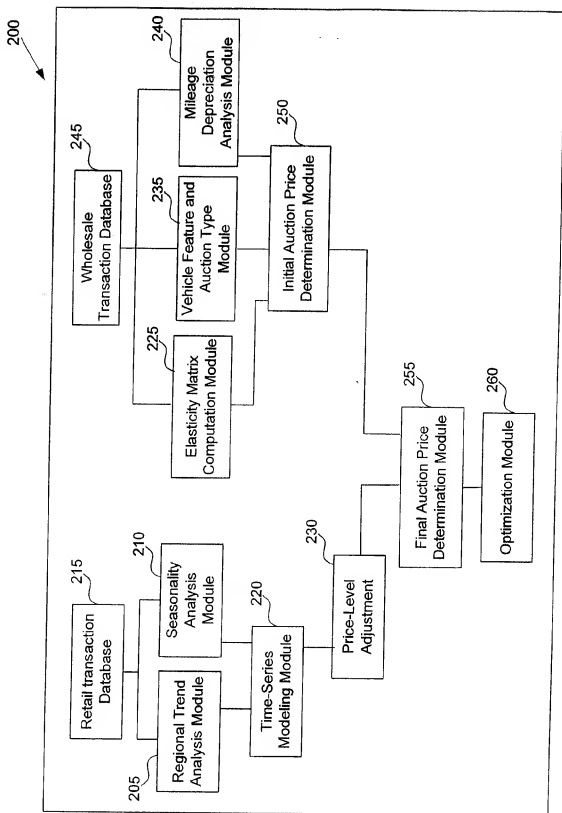 200
245
Wholesale
Transaction Database
240
Mileage
Depreciation
Analysis Module
235
Vehicle Feature and
Auction Type
Module
225
Elasticity Matrix
Computation Module
250
Initial Auction Price
Determination Module
215
Retail transaction
Database
210
Seasonality
Analysis
Module
Regional Trend
Analysis Module
205
220
Time-Series
Modeling Module
230
Price-Level
Adjustment
255
Final Auction Price
Determination Module
260
Optimization Module